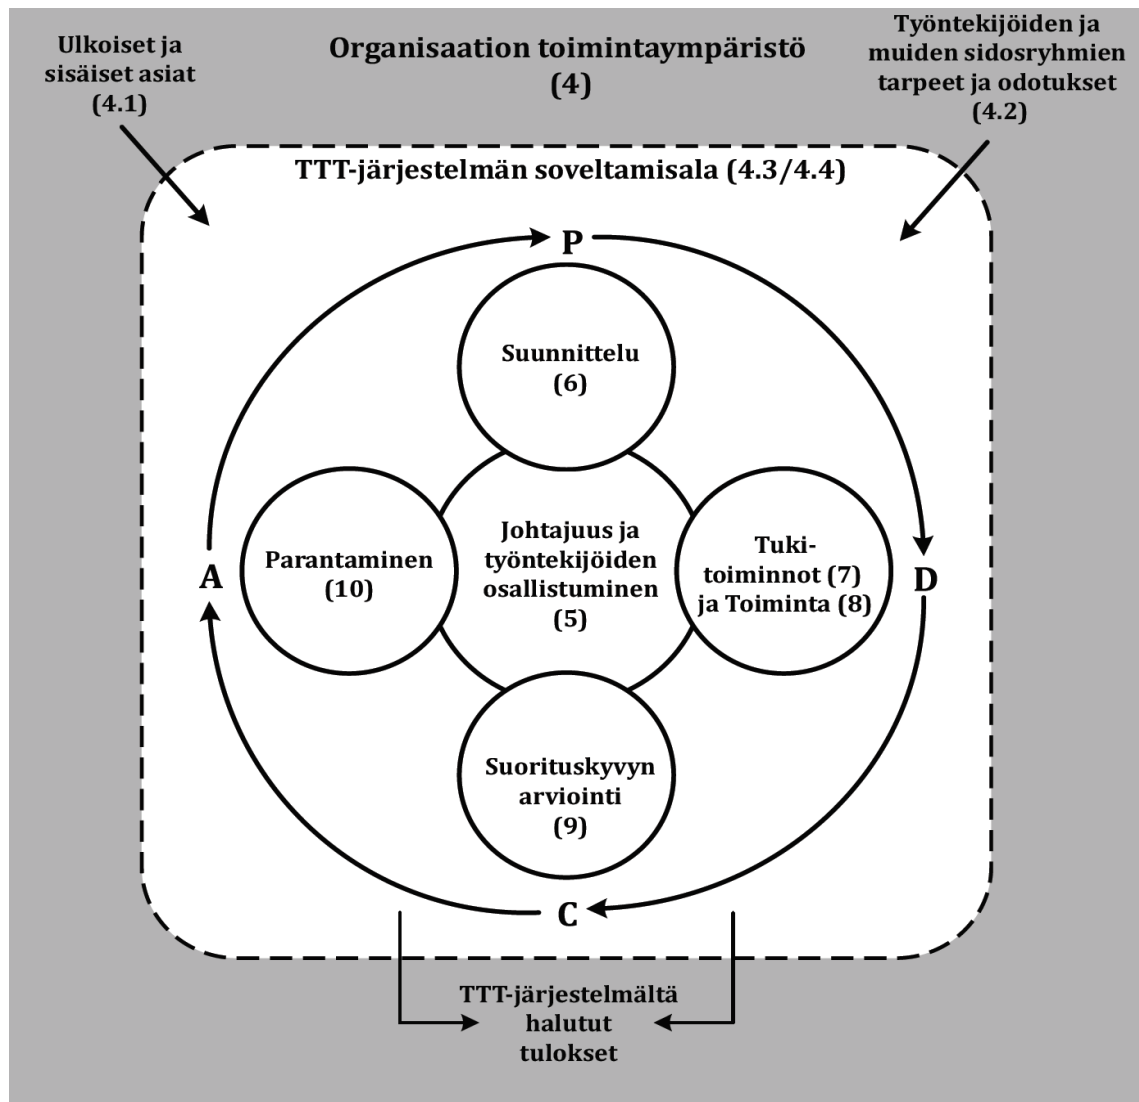 Ulkoiset ja
sisäiset asiat
(4.1)
Organisaation toimintaympäristö
(4)
Työntekijöiden ja
muiden sidosryhmien
tarpeet ja odotukset
(4.2)
TTT-järjestelmän soveltamisala (4.3/4.4)
P
Suunnittelu
(6)
A
Parantaminen
(10)
Johtajuus ja
työntekijöiden
osallistuminen
(5)
Tuki-
toiminnot (7)
ja Toiminta (8)
D
Suorituskyvyn
arviointi
(9)
C
TTT-järjestelmältä
halutut
tulokset